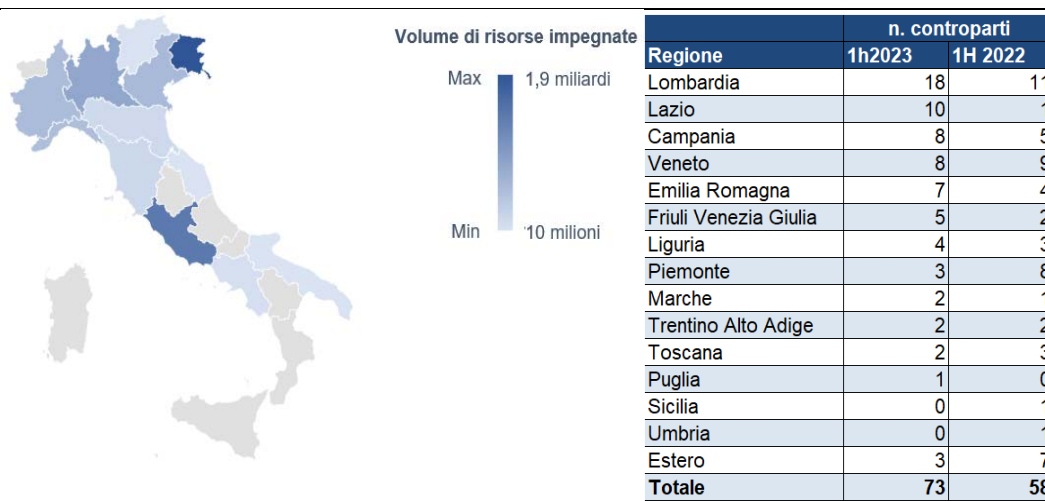 Volume di risorse impegnate
Max 1,9 miliardi
Min '10 milioni
n. controparti
Regione 1h2023 1H 2022
Lombardia 18 11
Lazio 10 1
Campania 8 5
Veneto 8 9
Emilia Romagna 7 4
Friuli Venezia Giulia 5 2
Liguria 4 3
Piemonte 3 8
Marche 2 1
Trentino Alto Adige 2 2
Toscana 2 3
Puglia 1 0
Sicilia 0 1
Umbria 0 1
Estero 3 7
Totale 73 58